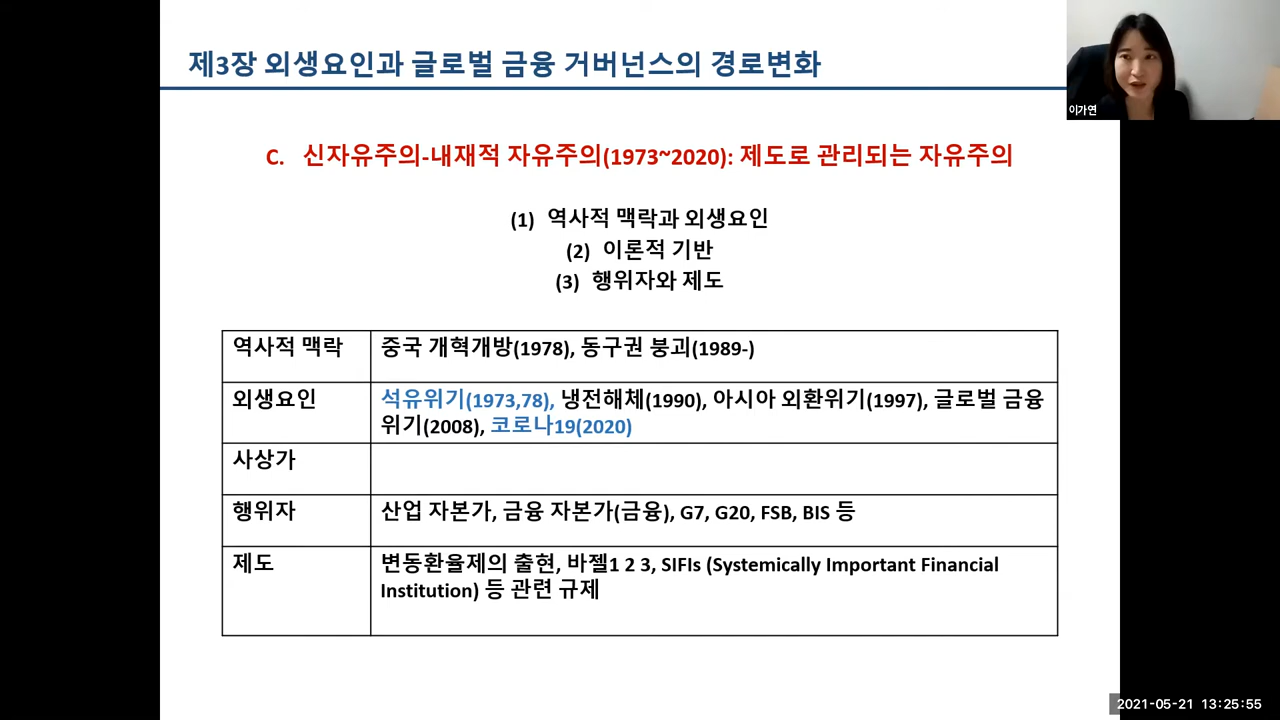 제3장 외생요인과 글로벌 금융 거버넌스의 경로변화
이가연
C. 신자유주의-내재적 자유주의(1973~2020): 제도로 관리되는 자유주의
(1) 역사적 맥락과 외생요인
(2) 이론적 기반
(3) 행위자와 제도
역사적 맥락
중국 개혁개방(1978), 동구권 붕괴(1989-)
외생요인
석유위기(1973,78), 냉전해체(1990), 아시아 외환위기(1997), 글로벌 금융
위기(2008), 코로나19(2020)
사상가
행위자
산업 자본가, 금융 자본가(금융), G7, G20, FSB, BIS 등
제도
변동환율제의 출현, 바젤1 2 3, SIFIs (Systemically Important Financial
Institution) 등 관련 규제
2021-05-21 13:25:55